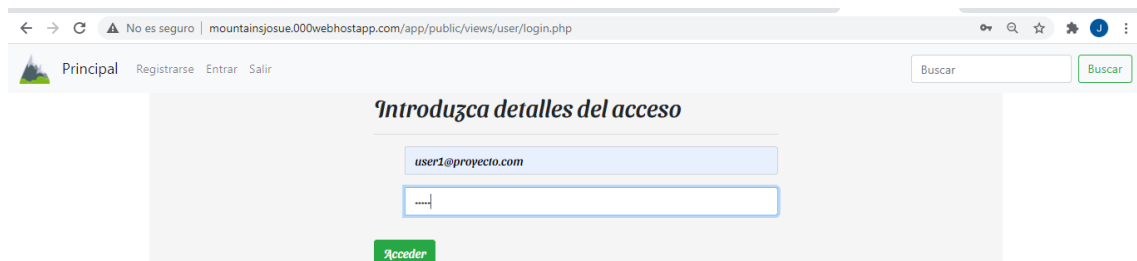 No es seguro | mountainsjosue.000webhostapp.com/app/public/views/user/login.php
J
Principal Registrarse Entrar Salir Buscar Buscar
Introduzca detalles del acceso
user1@proyecto.com
•••••
Acceder